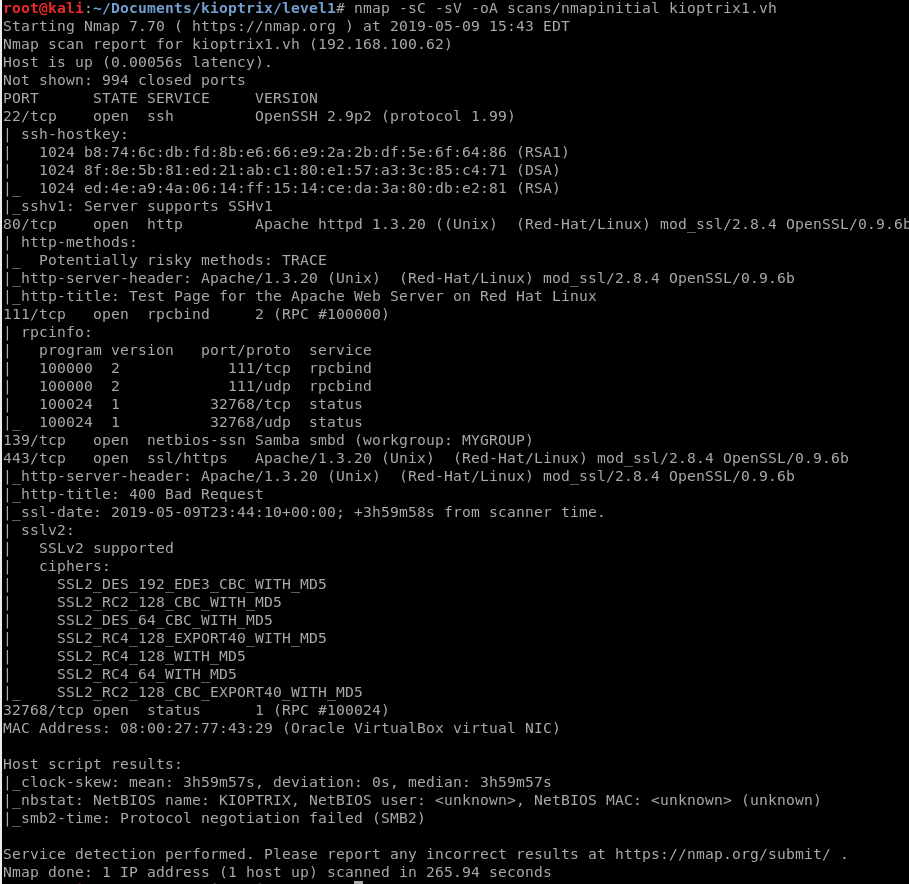 root@kali:~/Documents/kioptrix/level1# nmap -sC -sV -oA scans/nmapinitial kioptrix1.vh
Starting Nmap 7.70 ( https://nmap.org ) at 2019-05-09 15:43 EDT
Nmap scan report for kioptrix1.vh (192.168.100.62)
Host is up (0.00056s latency).
Not shown: 994 closed ports
PORT      STATE SERVICE     VERSION
22/tcp    open  ssh         OpenSSH 2.9p2 (protocol 1.99)
| ssh-hostkey:
|   1024 b8:74:6c:db:fd:8b:e6:66:e9:2a:2b:df:5e:6f:64:86 (RSA1)
|   1024 8f:8e:5b:81:ed:21:ab:c1:80:e1:57:a3:3c:85:c4:71 (DSA)
|_  1024 ed:4e:a9:4a:06:14:ff:15:14:ce:da:3a:80:db:e2:81 (RSA)
|_sshv1: Server supports SSHv1
80/tcp    open  http        Apache httpd 1.3.20 ((Unix)  (Red-Hat/Linux) mod_ssl/2.8.4 OpenSSL/0.9.6b
| http-methods:
|_  Potentially risky methods: TRACE
|_http-server-header: Apache/1.3.20 (Unix)  (Red-Hat/Linux) mod_ssl/2.8.4 OpenSSL/0.9.6b
|_http-title: Test Page for the Apache Web Server on Red Hat Linux
111/tcp   open  rpcbind     2 (RPC #100000)
| rpcinfo:
|   program version   port/proto  service
|   100000  2            111/tcp  rpcbind
|   100000  2            111/udp  rpcbind
|   100024  1          32768/tcp  status
|_  100024  1          32768/udp  status
139/tcp   open  netbios-ssn Samba smbd (workgroup: MYGROUP)
443/tcp   open  ssl/https   Apache/1.3.20 (Unix)  (Red-Hat/Linux) mod_ssl/2.8.4 OpenSSL/0.9.6b
|_http-server-header: Apache/1.3.20 (Unix)  (Red-Hat/Linux) mod_ssl/2.8.4 OpenSSL/0.9.6b
|_http-title: 400 Bad Request
|_ssl-date: 2019-05-09T23:44:10+00:00; +3h59m58s from scanner time.
| sslv2:
|   SSLv2 supported
|   ciphers:
|     SSL2_DES_192_EDE3_CBC_WITH_MD5
|     SSL2_RC2_128_CBC_WITH_MD5
|     SSL2_DES_64_CBC_WITH_MD5
|     SSL2_RC4_128_EXPORT40_WITH_MD5
|     SSL2_RC4_128_WITH_MD5
|     SSL2_RC4_64_WITH_MD5
|_    SSL2_RC2_128_CBC_EXPORT40_WITH_MD5
32768/tcp open  status      1 (RPC #100024)
MAC Address: 08:00:27:77:43:29 (Oracle VirtualBox virtual NIC)

Host script results:
|_clock-skew: mean: 3h59m57s, deviation: 0s, median: 3h59m57s
|_nbstat: NetBIOS name: KIOPTRIX, NetBIOS user: <unknown>, NetBIOS MAC: <unknown> (unknown)
|_smb2-time: Protocol negotiation failed (SMB2)

Service detection performed. Please report any incorrect results at https://nmap.org/submit/ .
Nmap done: 1 IP address (1 host up) scanned in 265.94 seconds